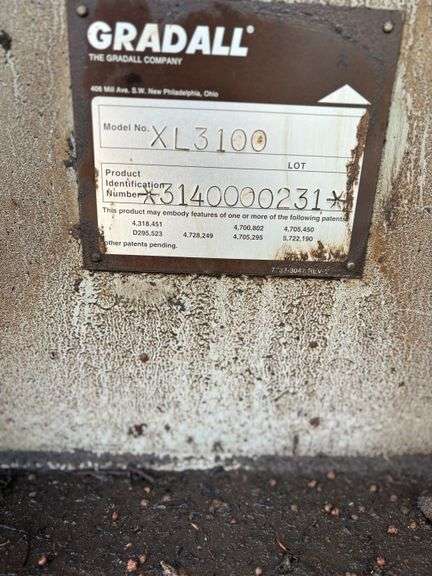 GRADALL®
THE GRADALL COMPANY
406 Mill Ave. S.W. New Philadelphia, Ohio
Model No. XL3100
LOT
Product
Identification
Number *3140000231*
This product may embody features of one or more of the following patents
4,318,451 4,700,802 4,705,450
D295,523 4,728,249 4,705,295 5,722,190
other patents pending.